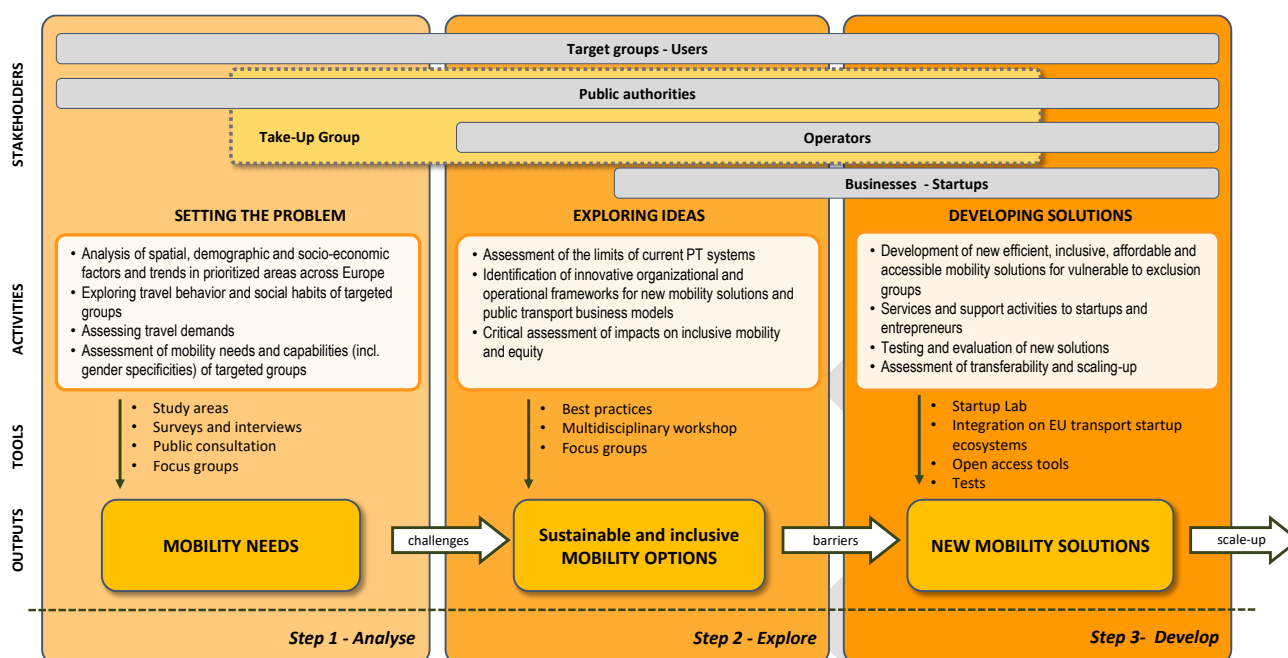 STAKEHOLDERS
Target groups - Users
Public authorities
Take-Up Group
Operators
Businesses - Startups
ACTIVITIES
SETTING THE PROBLEM
• Analysis of spatial, demographic and socio-economic
factors and trends in prioritized areas across Europe
• Exploring travel behavior and social habits of targeted
groups
• Assessing travel demands
• Assessment of mobility needs and capabilities (incl.
gender specificities) of targeted groups
EXPLORING IDEAS
• Assessment of the limits of current PT systems
• Identification of innovative organizational and
operational frameworks for new mobility solutions and
public transport business models
• Critical assessment of impacts on inclusive mobility
and equity
DEVELOPING SOLUTIONS
• Development of new efficient, inclusive, affordable and
accessible mobility solutions for vulnerable to exclusion
groups
• Services and support activities to startups and
entrepreneurs
• Testing and evaluation of new solutions
• Assessment of transferability and scaling-up
TOOLS
• Study areas
• Surveys and interviews
• Public consultation
• Focus groups
• Best practices
• Multidisciplinary workshop
• Focus groups
• Startup Lab
• Integration on EU transport startup
ecosystems
• Open access tools
• Tests
OUTPUTS
MOBILITY NEEDS
challenges
Sustainable and inclusive
MOBILITY OPTIONS
barriers
NEW MOBILITY SOLUTIONS
scale-up
Step 1 - Analyse
Step 2 - Explore
Step 3- Develop